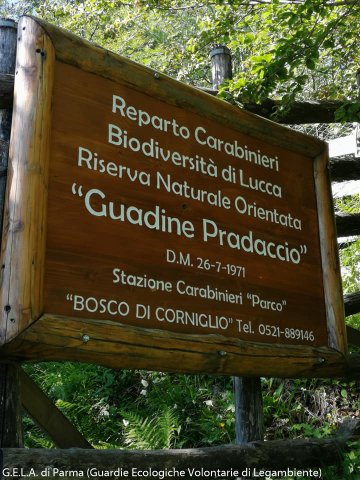 Reparto Carabinieri
Biodiversità di Lucca
Riserva Naturale Orientata
“Guadine Pradaccio”
D.M. 26-7-1971
Stazione Carabinieri “Parco”
“BOSCO DI CORNIGLIO” Tel. 0521-889146
G.E.L.A. di Parma (Guardie Ecologiche Volontarie di Legambiente)